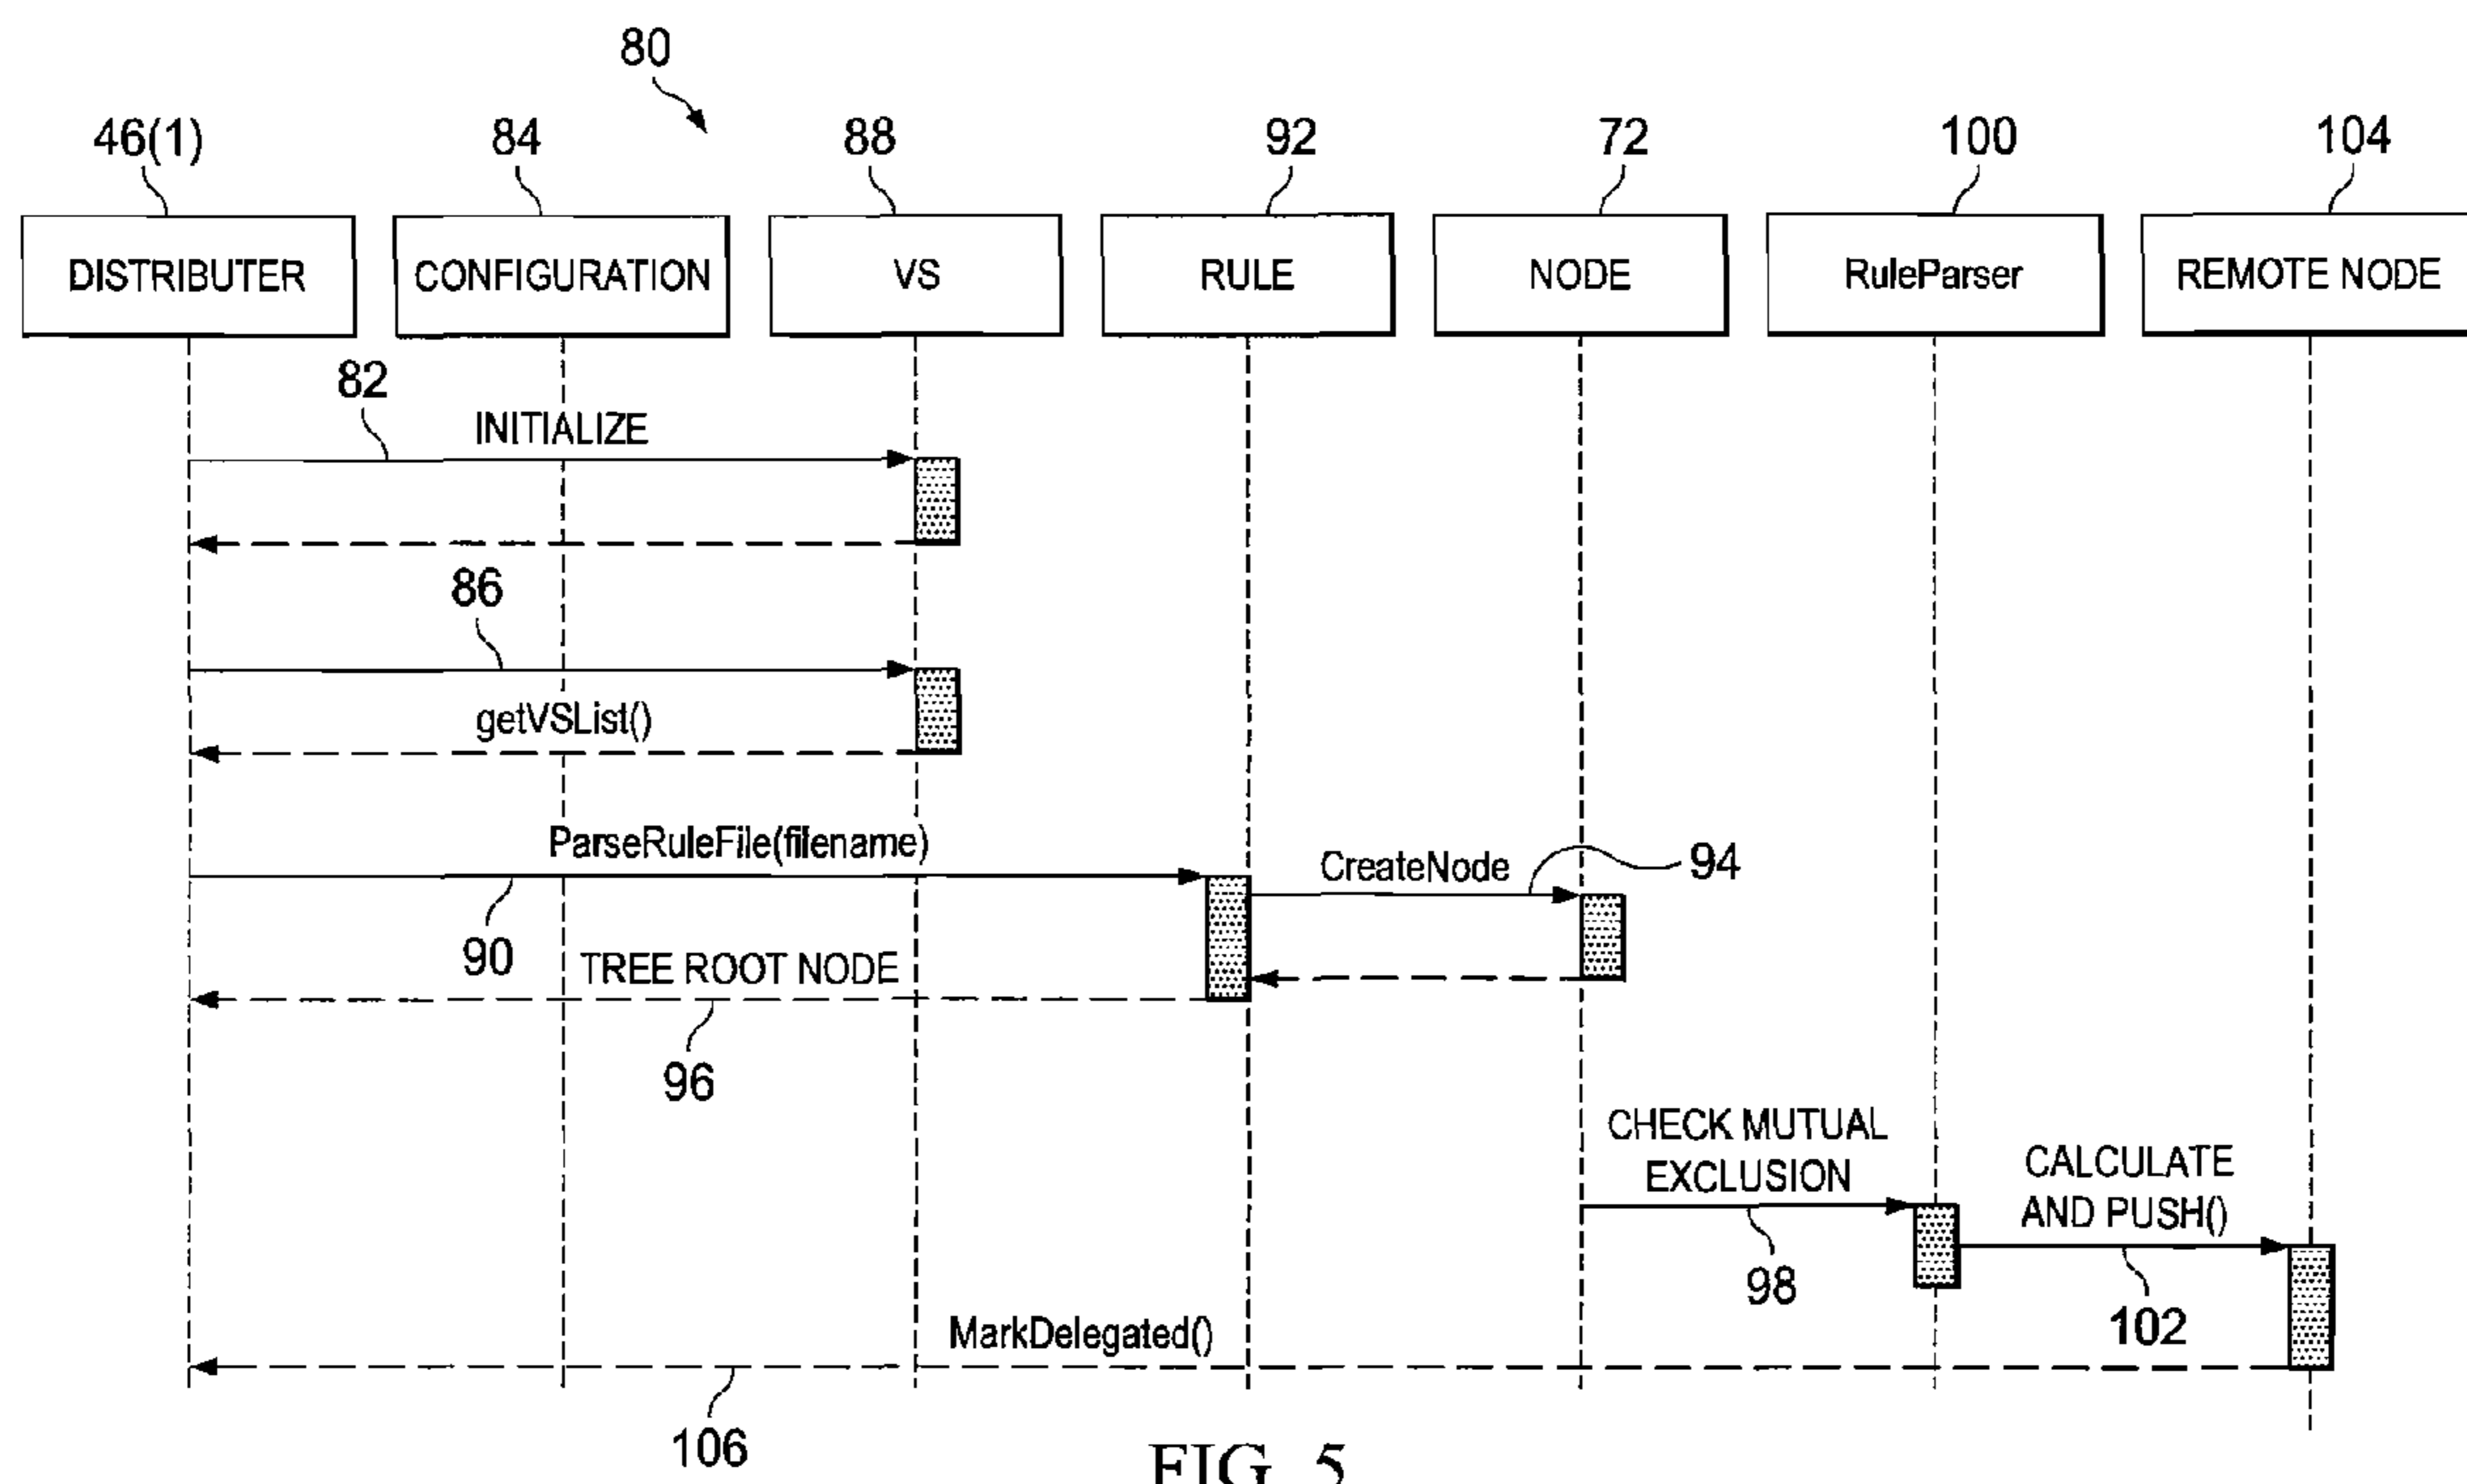 80
46(1)
84
88
92
72
100
104
DISTRIBUTER
CONFIGURATION
VS
RULE
NODE
RuleParser
REMOTE NODE
82
INITIALIZE
86
getVSList()
ParseRuleFile(filename)
CreateNode
94
90
TREE ROOT NODE
96
CHECK MUTUAL
EXCLUSION
CALCULATE
AND PUSH()
98
102
MarkDelegated()
106
FIG. 5